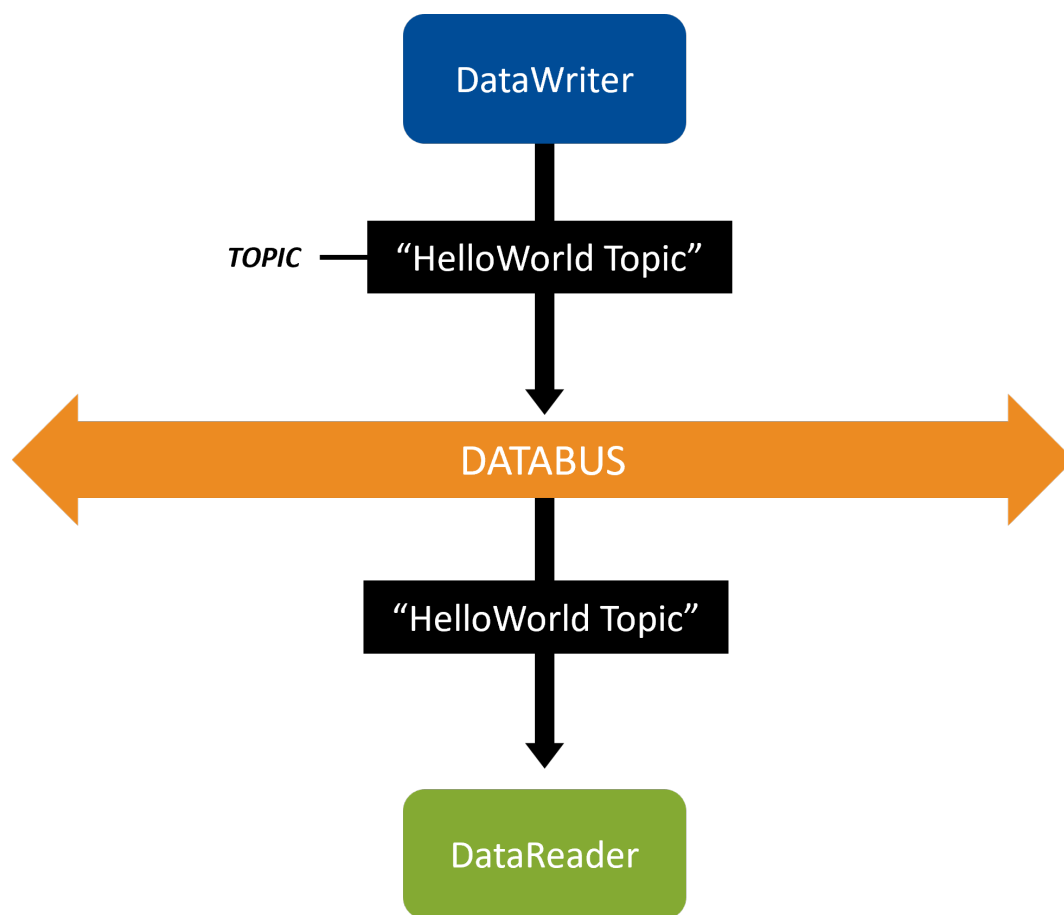 DataWriter
TOPIC
“HelloWorld Topic”
DATABUS
“HelloWorld Topic”
DataReader